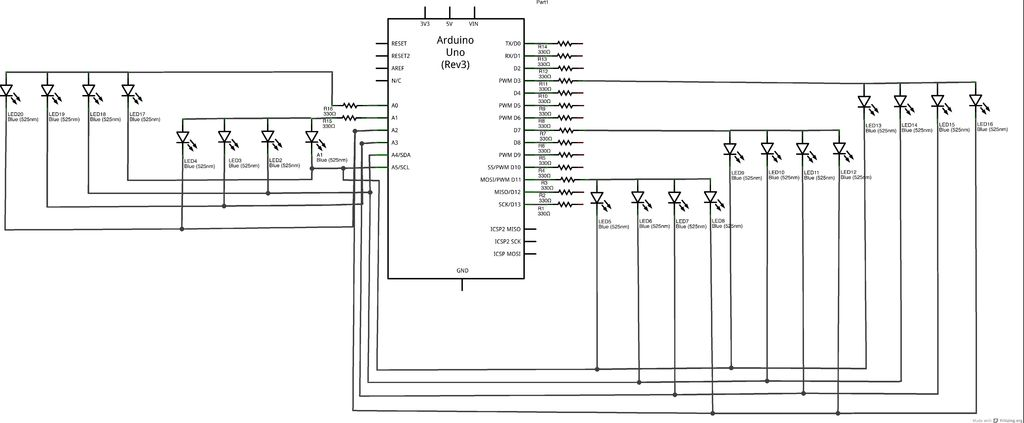 Part1
3V3 5V VIN
Arduino
Uno
(Rev3)
RESET
RESET2
AREF
N/C
A0
A1
A2
A3
A4/SDA
A5/SCL
TX/D0
RX/D1
D2
PWM D3
D4
PWM D5
PWM D6
D7
D8
PWM D9
SS/PWM D10
MOSI/PWM D11
MISO/D12
SCK/D13
ICSP2 MISO
ICSP2 SCK
ICSP MOSI
GND
R16
330Ω
R15
330Ω
R14
330Ω
R13
330Ω
R12
330Ω
R11
330Ω
R10
330Ω
R9
330Ω
R8
330Ω
R7
330Ω
R6
330Ω
R5
330Ω
R4
330Ω
R3
330Ω
R2
330Ω
R1
330Ω
LED20
Blue (525nm)
LED19
Blue (525nm)
LED18
Blue (525nm)
LED17
Blue (525nm)
LED4
Blue (525nm)
LED3
Blue (525nm)
LED2
Blue (525nm)
A1
Blue (525nm)
LED5
Blue (525nm)
LED6
Blue (525nm)
LED7
Blue (525nm)
LED8
Blue (525nm)
LED9
Blue (525nm)
LED10
Blue (525nm)
LED11
Blue (525nm)
LED12
Blue (525nm)
LED13
Blue (525nm)
LED14
Blue (525nm)
LED15
Blue (525nm)
LED16
Blue (525nm)
Made with Fritzing.org